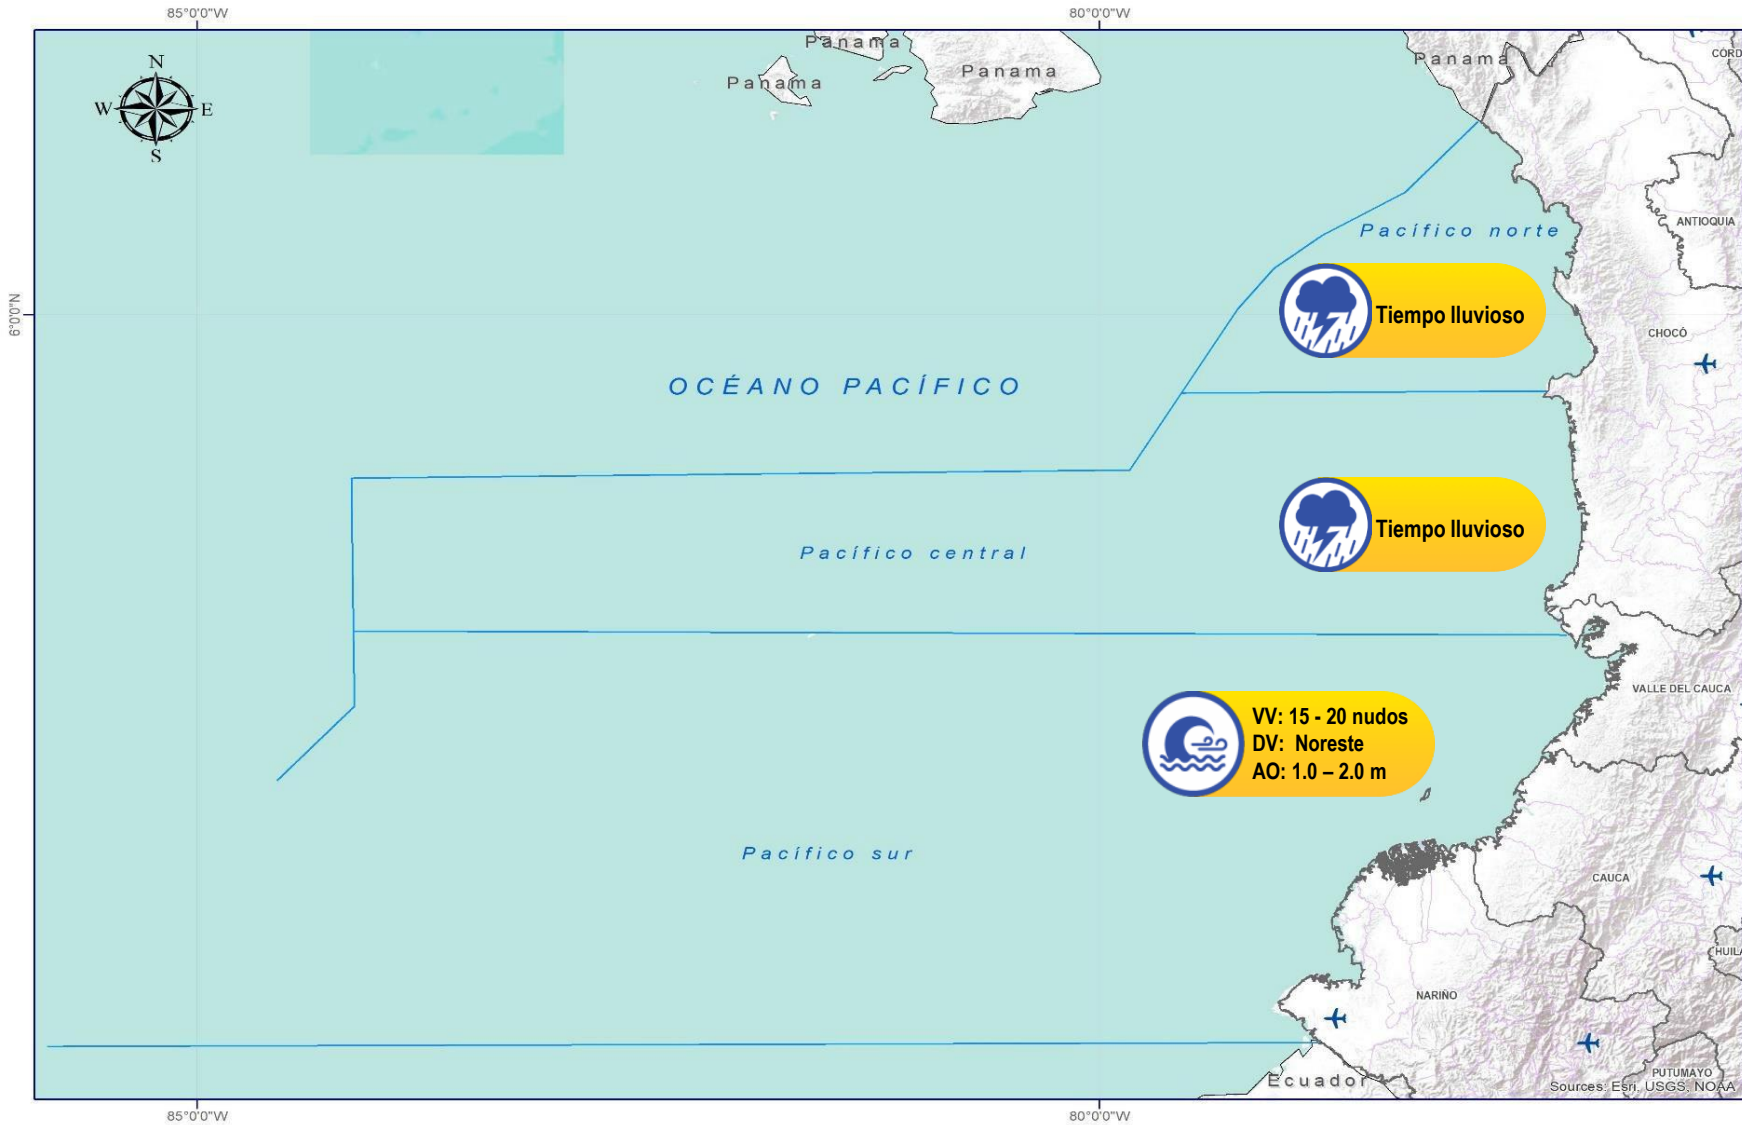 85°0'0"W
80°0'0"W
N
W
E
S
Panama
Panama
Panama
Panama
CÓRD
ANTIOQUIA
Pacífico norte
6°0'0"N
Tiempo lluvioso
CHOCÓ
OCÉANO PACÍFICO
Tiempo lluvioso
Pacífico central
VALLE DEL CAUCA
VV: 15 - 20 nudos
DV: Noreste
AO: 1.0 – 2.0 m
Pacífico sur
CAUCA
HUILA
NARIÑO
PUTUMAYO
Ecuador
Sources: Esri, USGS, NOAA
85°0'0"W
80°0'0"W